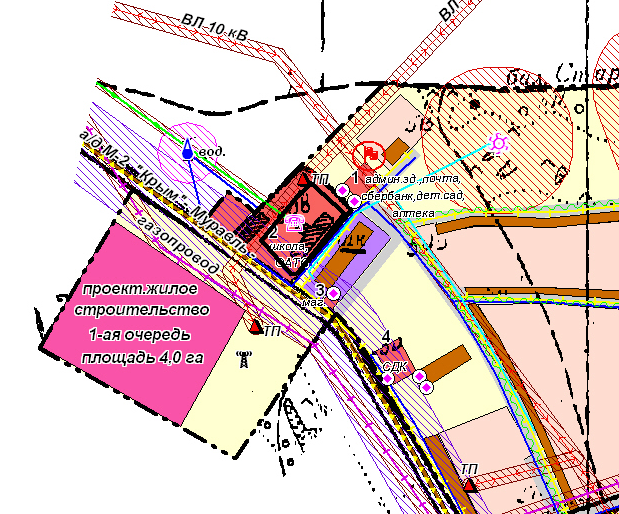 ВЛ 10 кВ
ВЛ
бал. Стар
вод.
а/д М-2 "Крым"- Муравль-
газопровод
ТП
1
админ.зд.,почта,
сбербанк,дет.сад,
аптека
2
школа,
САТС
ДК
3
маг.
проект.жилое
строительство
1-ая очередь
площадь 4,0 га
ТП
4
СДК
ТП